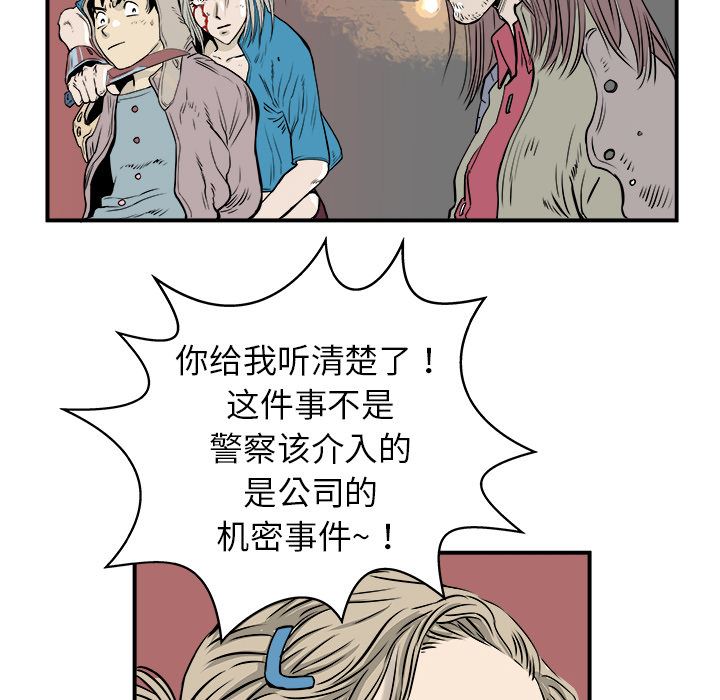 你给我听清楚了！
这件事不是
警察该介入的
是公司的
机密事件~！